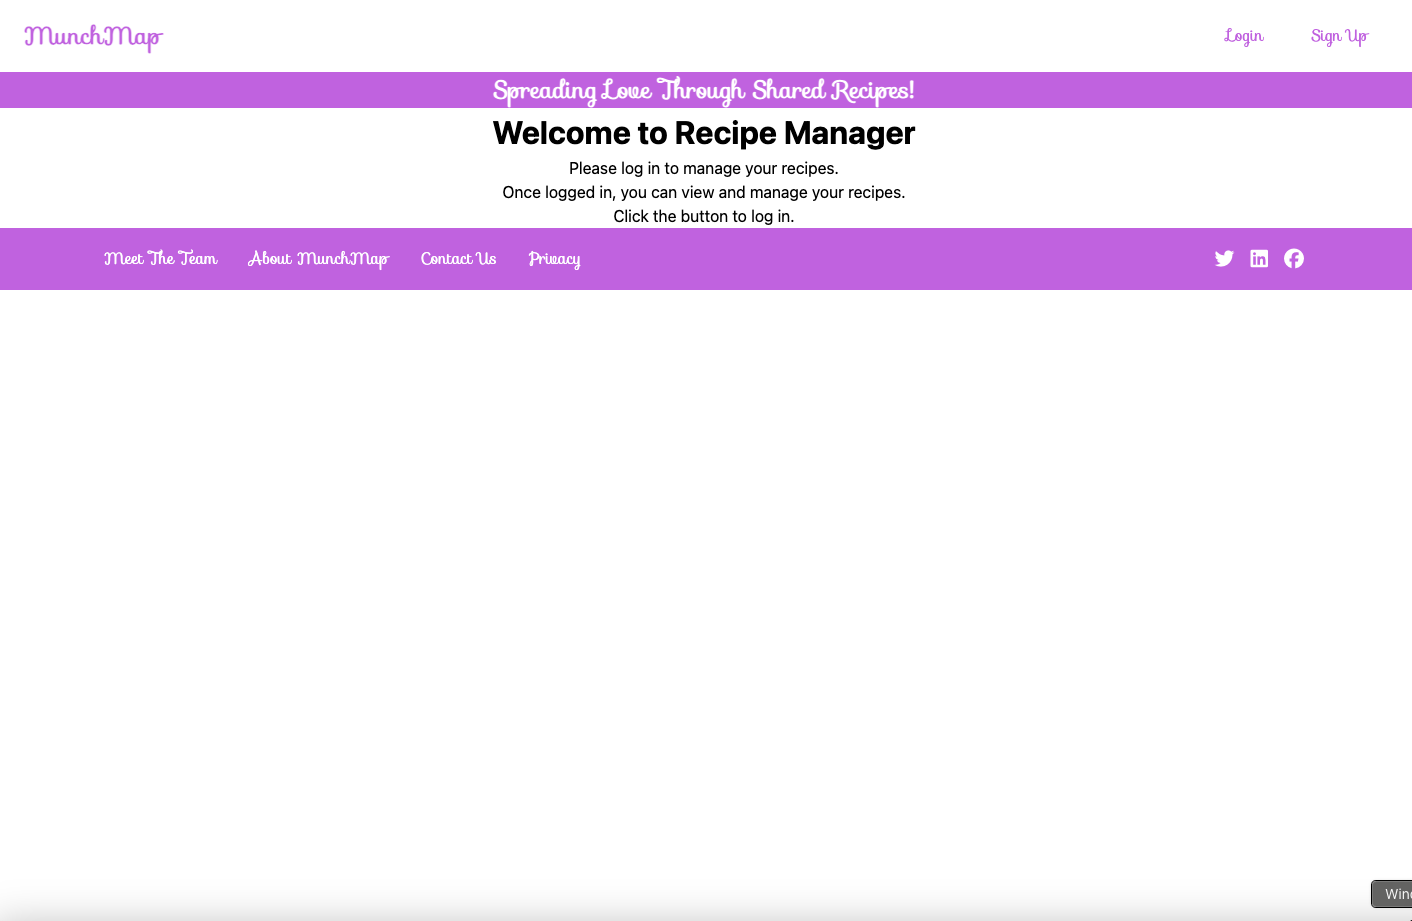 MunchMap
Login
Sign Up
Spreading Love Through Shared Recipes!
Welcome to Recipe Manager
Please log in to manage your recipes.
Once logged in, you can view and manage your recipes.
Click the button to log in.
Meet The Team
About MunchMap
Contact Us
Privacy